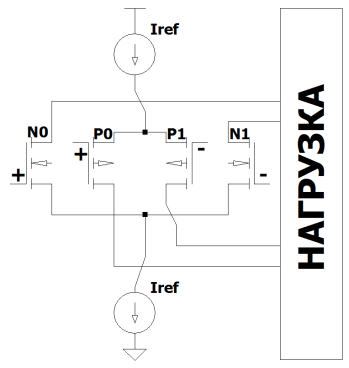 Iref
N0 P0 P1 N1
+ + - -
Iref
НАГРУЗКА